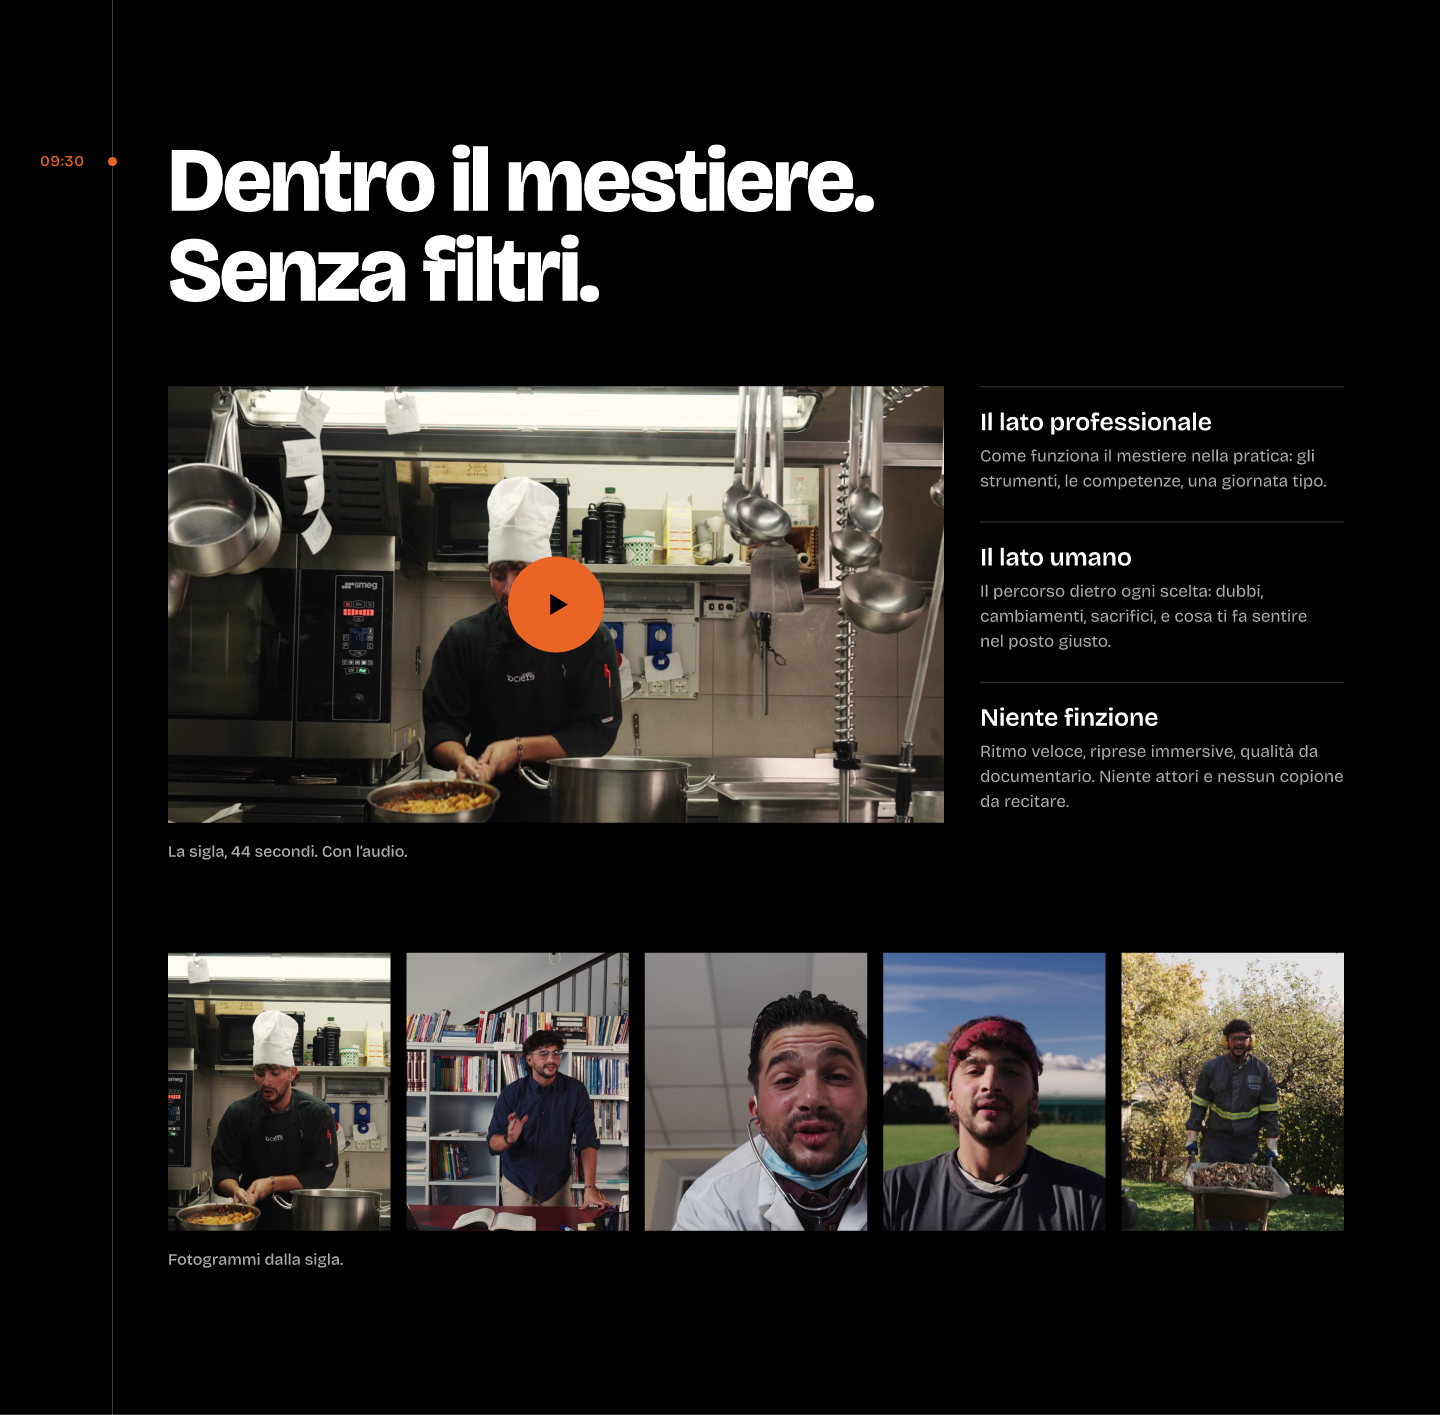 09:30
Dentro il mestiere.
Senza filtri.
smeg
Il lato professionale
Come funziona il mestiere nella pratica: gli
strumenti, le competenze, una giornata tipo.
Il lato umano
Il percorso dietro ogni scelta: dubbi,
cambiamenti, sacrifici, e cosa ti fa sentire
nel posto giusto.
Niente finzione
Ritmo veloce, riprese immersive, qualità da
documentario. Niente attori e nessun copione
da recitare.
La sigla, 44 secondi. Con l’audio.
smeg
Fotogrammi dalla sigla.